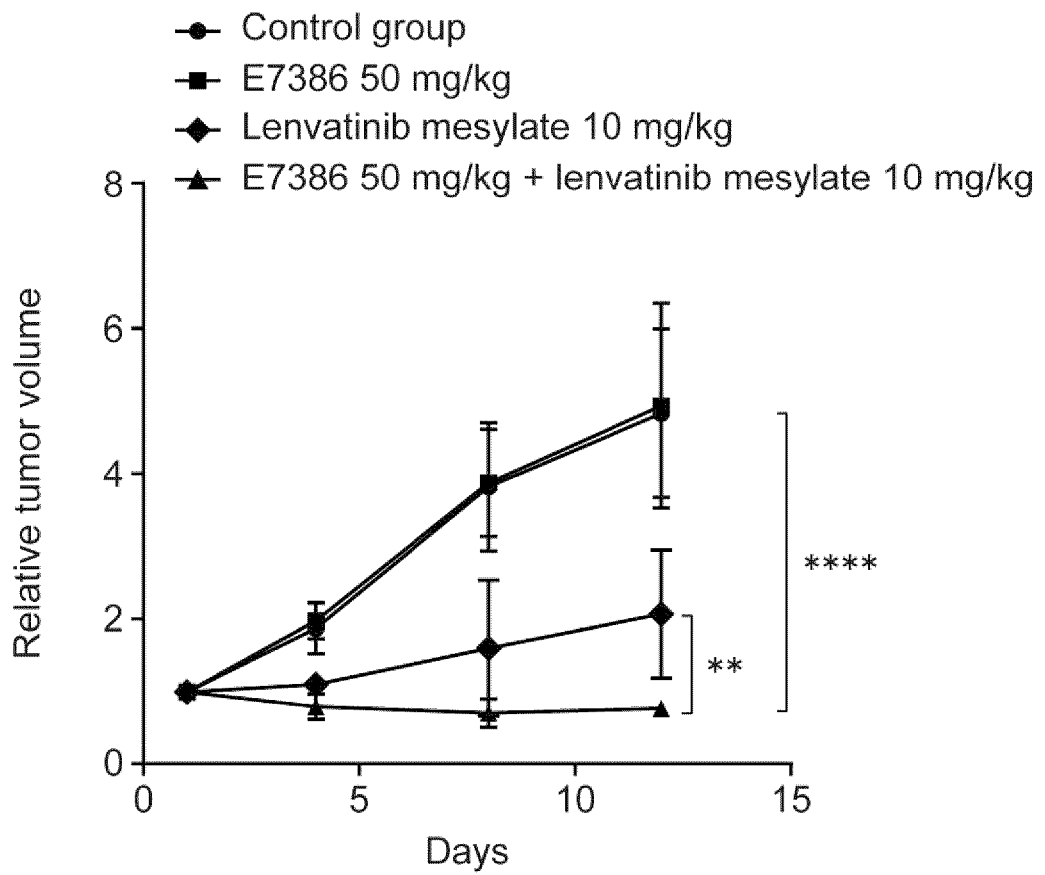 Control group
E7386 50 mg/kg
Lenvatinib mesylate 10 mg/kg
E7386 50 mg/kg + lenvatinib mesylate 10 mg/kg
8
6
4
2
0
Relative tumor volume
****
**
0 5 10 15
Days